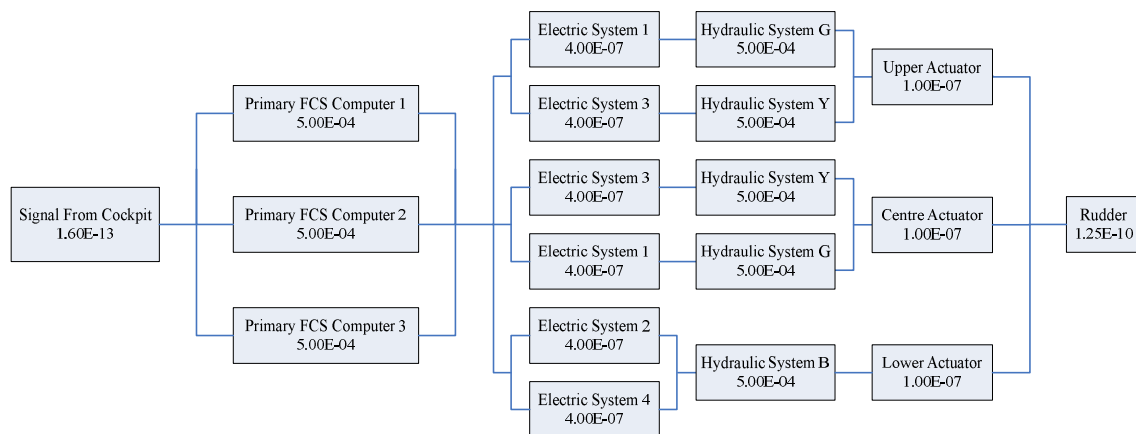 Signal From Cockpit
1.60E-13
Primary FCS Computer 1
5.00E-04
Primary FCS Computer 2
5.00E-04
Primary FCS Computer 3
5.00E-04
Electric System 1
4.00E-07
Hydraulic System G
5.00E-04
Electric System 3
4.00E-07
Hydraulic System Y
5.00E-04
Upper Actuator
1.00E-07
Electric System 3
4.00E-07
Hydraulic System Y
5.00E-04
Electric System 1
4.00E-07
Hydraulic System G
5.00E-04
Centre Actuator
1.00E-07
Electric System 2
4.00E-07
Electric System 4
4.00E-07
Hydraulic System B
5.00E-04
Lower Actuator
1.00E-07
Rudder
1.25E-10